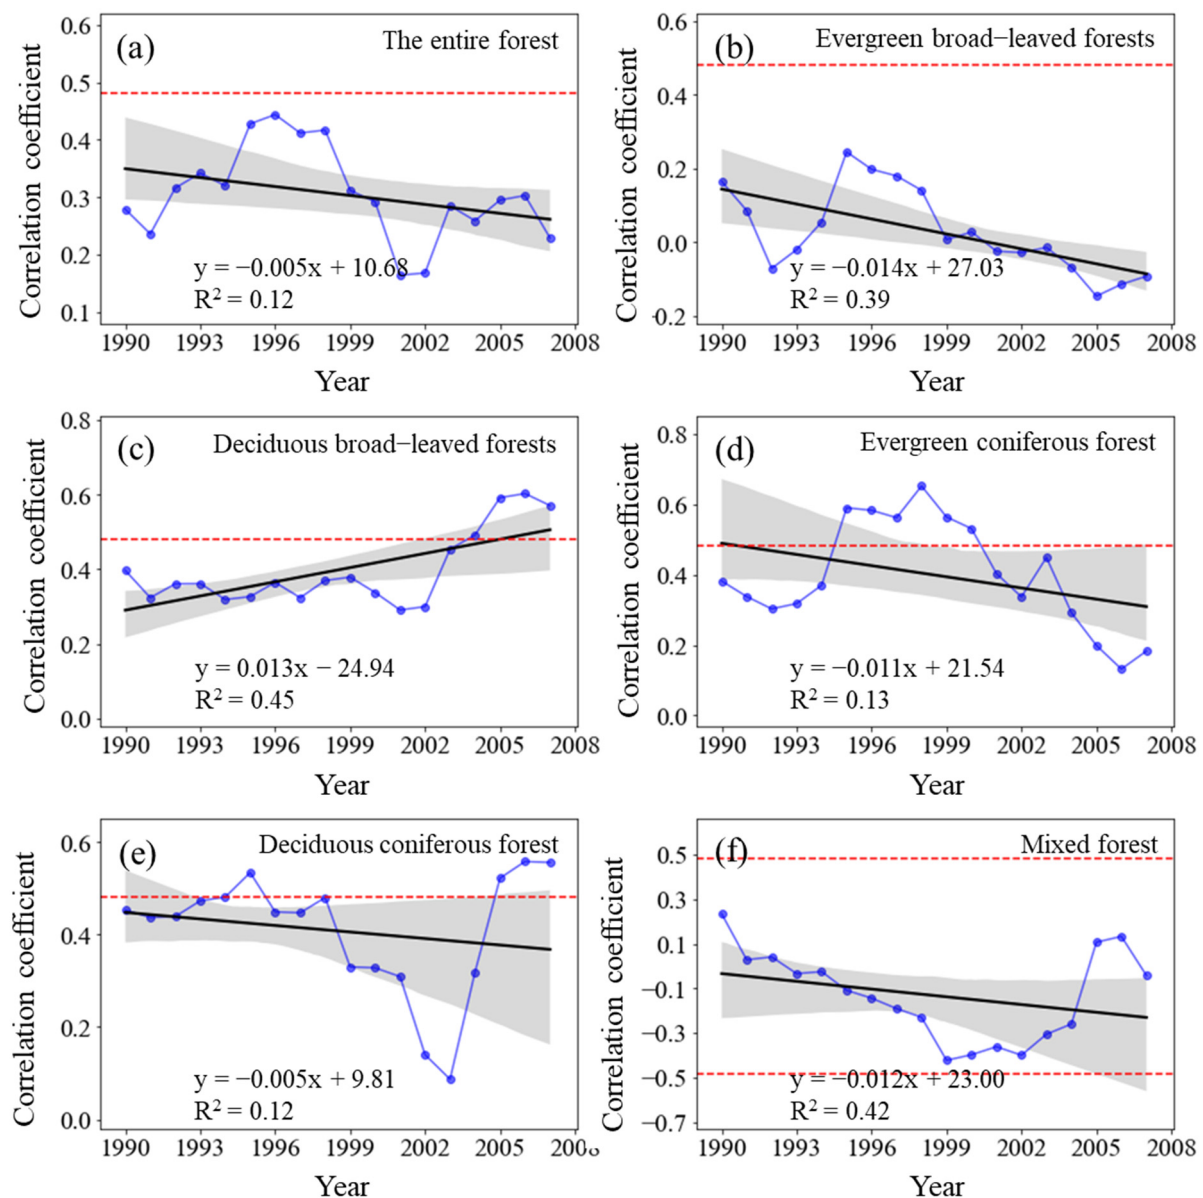 (a) The entire forest
0.6
0.5
0.4
0.3
0.2
0.1
Correlation coefficient
y = −0.005x + 10.68
R² = 0.12
1990 1993 1996 1999 2002 2005 2008
Year
(b) Evergreen broad−leaved forests
0.6
0.4
0.2
0.0
-0.2
Correlation coefficient
y = −0.014x + 27.03
R² = 0.39
1990 1993 1996 1999 2002 2005 2008
Year
(c) Deciduous broad−leaved forests
0.8
0.6
0.4
0.2
0.0
Correlation coefficient
y = 0.013x − 24.94
R² = 0.45
1990 1993 1996 1999 2002 2005 2008
Year
(d) Evergreen coniferous forest
0.8
0.6
0.4
0.2
0.0
Correlation coefficient
y = −0.011x + 21.54
R² = 0.13
1990 1993 1996 1999 2002 2005 2008
Year
(e) Deciduous coniferous forest
0.6
0.4
0.2
0.0
Correlation coefficient
y = −0.005x + 9.81
R² = 0.12
1990 1993 1996 1999 2002 2005
Year
(f) Mixed forest
0.5
0.3
0.1
−0.1
−0.3
−0.5
−0.7
Correlation coefficient
y = −0.012x + 23.00
R² = 0.42
1990 1993 1996 1999 2002 2005 2008
Year